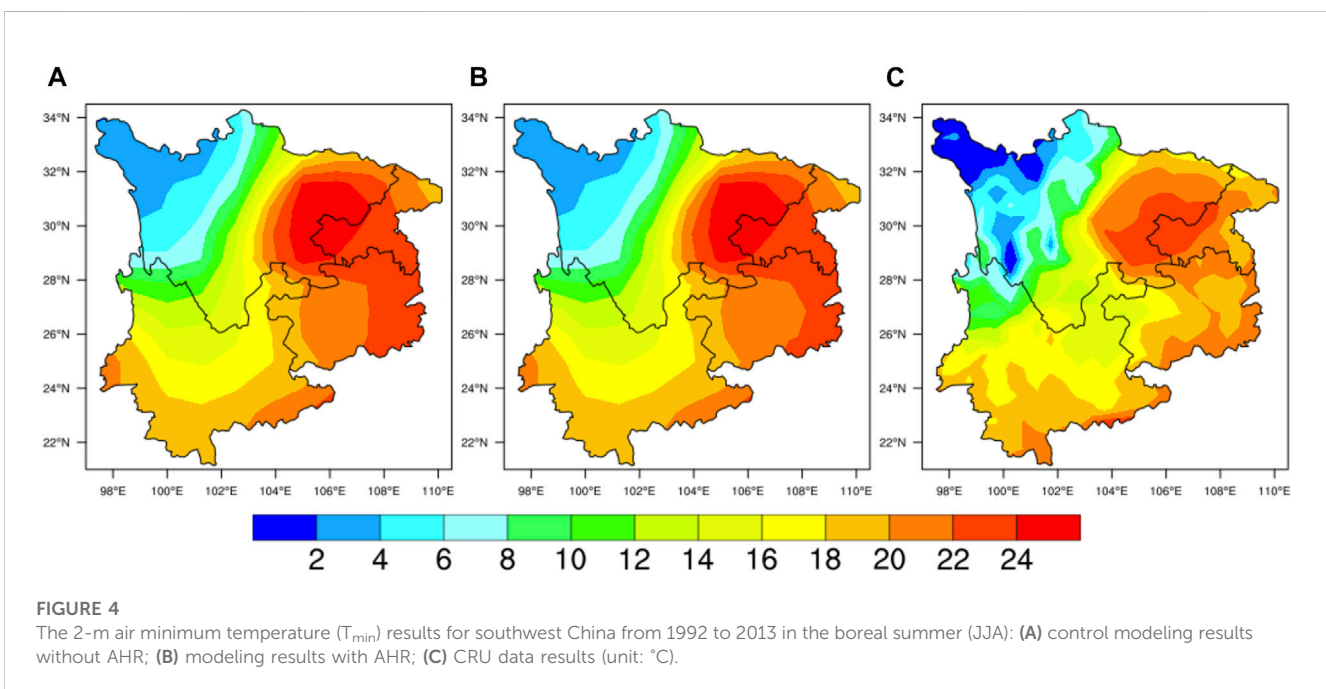 A
B
C
34°N
32°N
30°N
28°N
26°N
24°N
22°N
98°E 100°E 102°E 104°E 106°E 108°E 110°E
34°N
32°N
30°N
28°N
26°N
24°N
22°N
98°E 100°E 102°E 104°E 106°E 108°E 110°E
34°N
32°N
30°N
28°N
26°N
24°N
22°N
98°E 100°E 102°E 104°E 106°E 108°E 110°E
2 4 6 8 10 12 14 16 18 20 22 24
FIGURE 4
The 2-m air minimum temperature (Tmin) results for southwest China from 1992 to 2013 in the boreal summer (JJA): (A) control modeling results
without AHR; (B) modeling results with AHR; (C) CRU data results (unit: °C).